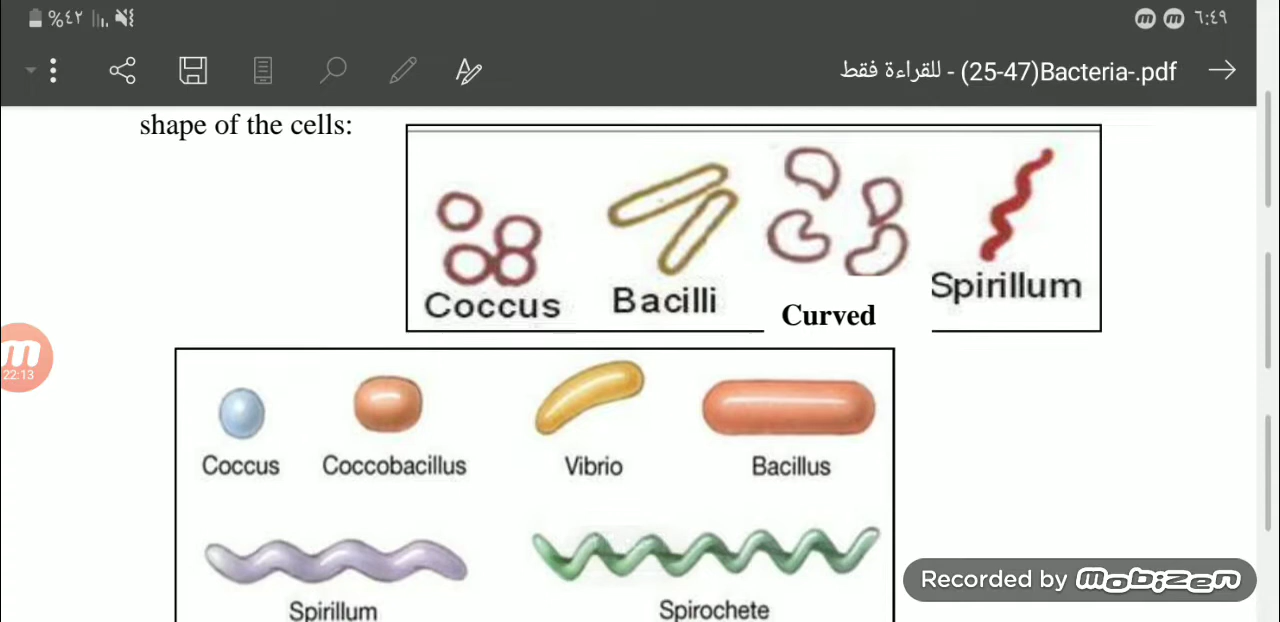 %٤٢
٦:٤٩
للقراءة فقط - (25-47)Bacteria-.pdf
shape of the cells:
Coccus Bacilli Curved Spirillum
22:13
Coccus Coccobacillus Vibrio Bacillus
Spirillum Spirochete
Recorded by mobizen